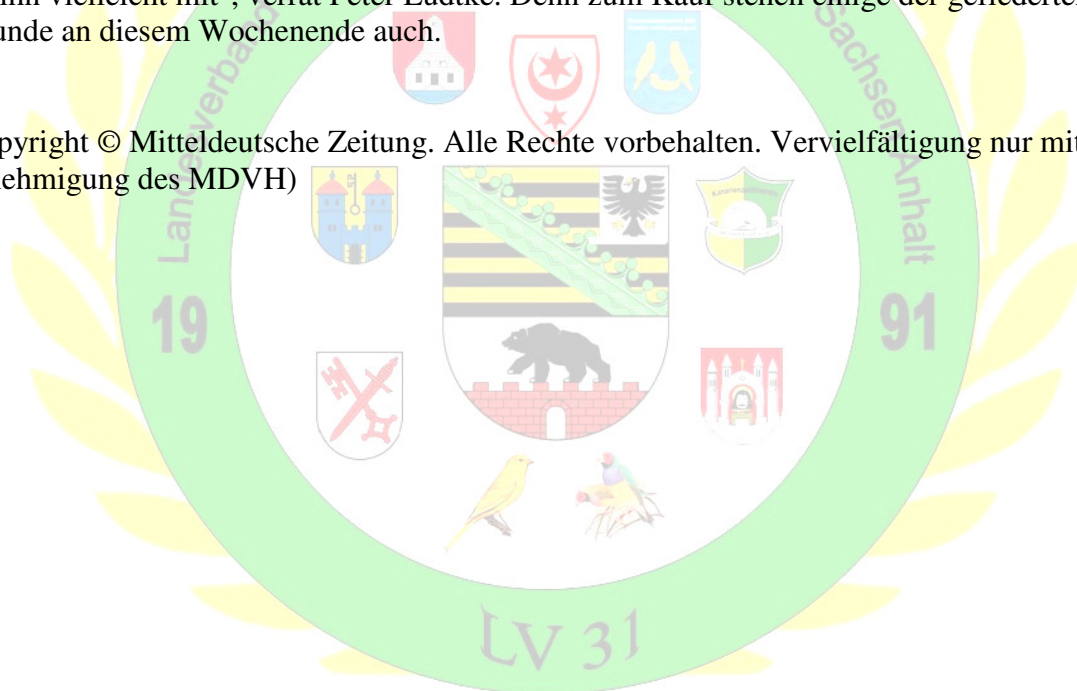 vielleicht mit“, verrät Peter Lüdtke. Denn zum Kauf stehen einige der gefiederten
unde an diesem Wochenende auch.
pyright © Mitteldeutsche Zeitung. Alle Rechte vorbehalten. Vervielfältigung nur mit
ehmigung des MDVH)
Landesverband
Sachsen-Anhalt
19
91
LV 31